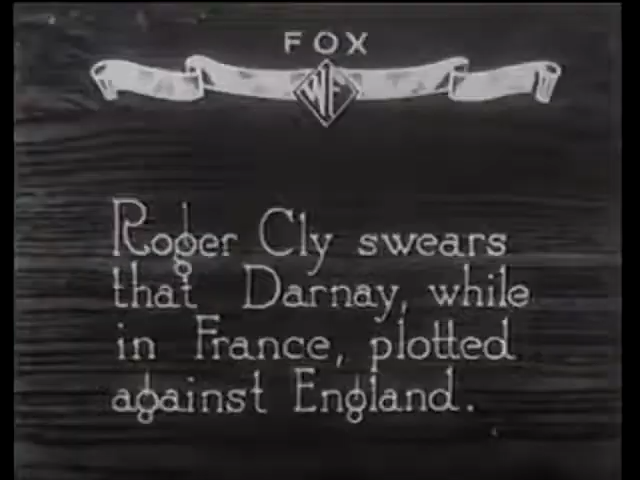 FOX
WF
Roger Cly swears
that Darnay, while
in France, plotted
against England.